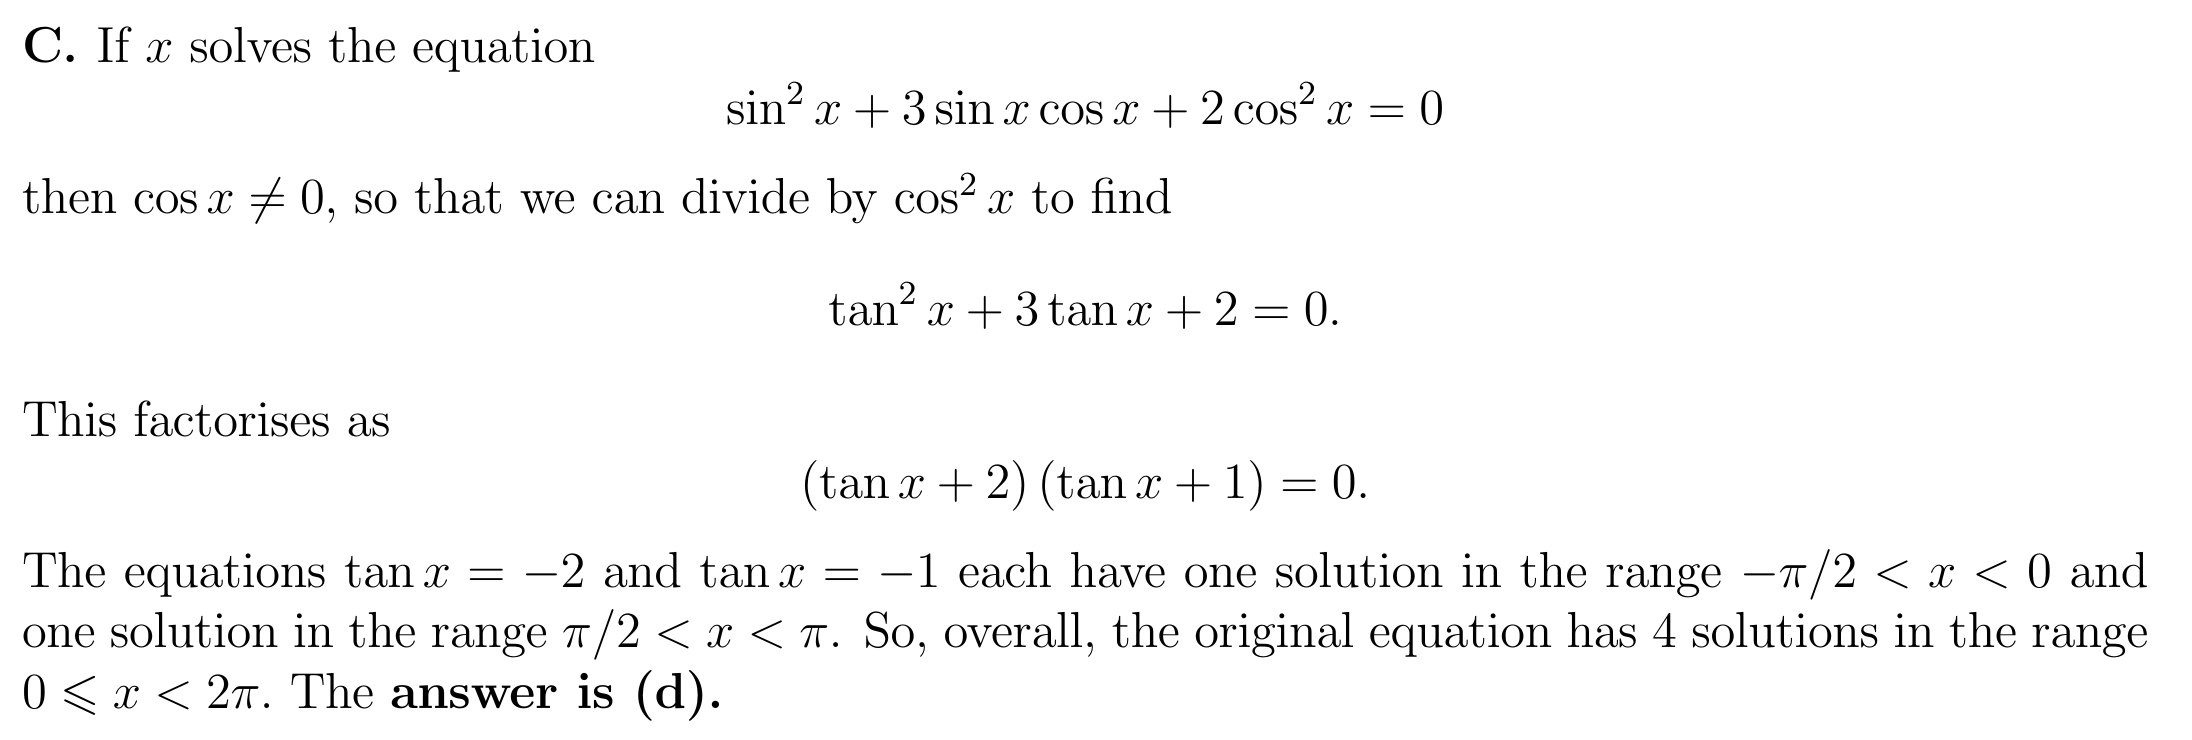 C. If x solves the equation
sin² x + 3 sin x cos x + 2 cos² x = 0
then cos x ≠ 0, so that we can divide by cos² x to find
tan² x + 3 tan x + 2 = 0.
This factorises as
(tan x + 2) (tan x + 1) = 0.
The equations tan x = −2 and tan x = −1 each have one solution in the range −π/2 < x < 0 and
one solution in the range π/2 < x < π. So, overall, the original equation has 4 solutions in the range
0 ⩽ x < 2π. The answer is (d).